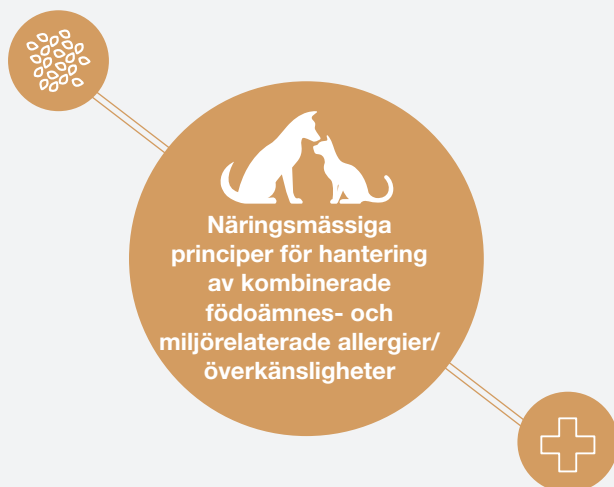 Näringsmässiga
principer för hantering
av kombinerade
födoämnes- och
miljörelaterade allergier/
överkänsligheter